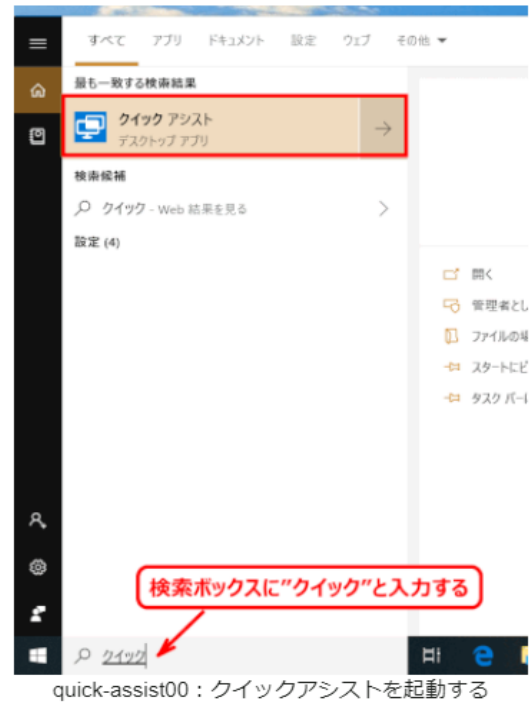 すべて アプリ ドキュメント 設定 ウェブ その他
最も一致する検索結果
クイック アシスト
デスクトップ アプリ
検索候補
クイック - Web 結果を見る
設定 (4)
開く
管理者とし
ファイルの場
スタートにピ
タスク バーに
検索ボックスに"クイック"と入力する
クイック
quick-assist00：クイックアシストを起動する